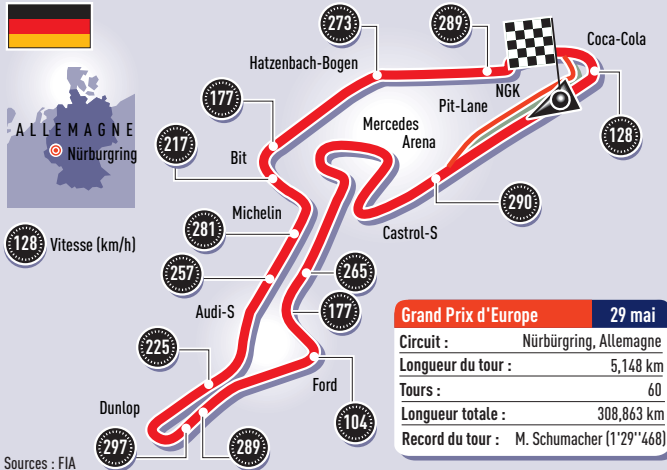 273
289
Coca-Cola
Hatzenbach-Bogen
NGK
Pit-Lane
177
128
ALLEMAGNE
Nürburgring
Mercedes
Arena
217
Bit
290
Michelin
Castrol-S
128 Vitesse (km/h)
281
257
265
177
Audi-S
225
Ford
104
Dunlop
297
289
Sources : FIA
Grand Prix d'Europe 29 mai
Circuit : Nürbürgring, Allemagne
Longueur du tour : 5,148 km
Tours : 60
Longueur totale : 308,863 km
Record du tour : M. Schumacher (1'29''468)